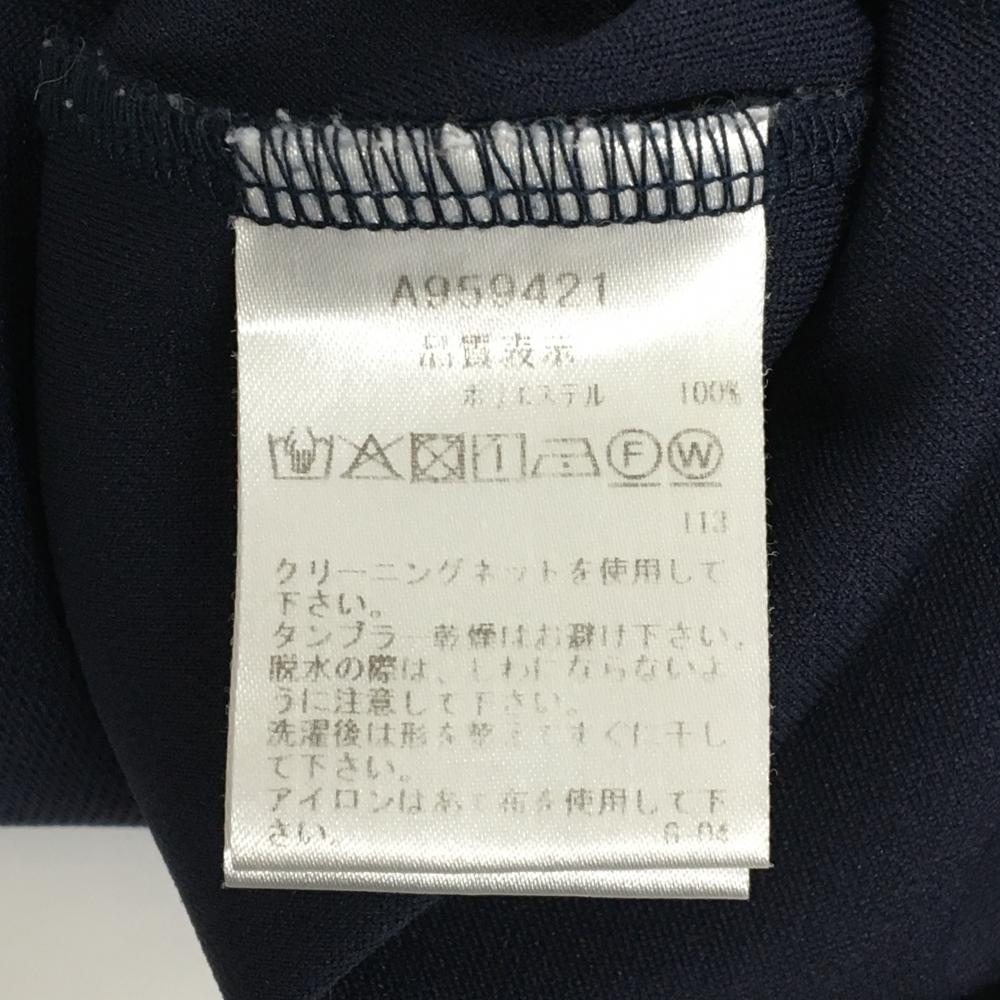 A959421
品質表示
ポリエステル 100%
F W
113
クリーニングネットを使用して
下さい。
タンブラー乾燥はお避け下さい。
脱水の際は、しわにならないよ
うに注意して下さい。
洗濯後は形を整えてすぐに干し
て下さい。
アイロンはあて布を使用して下
さい。 6-04